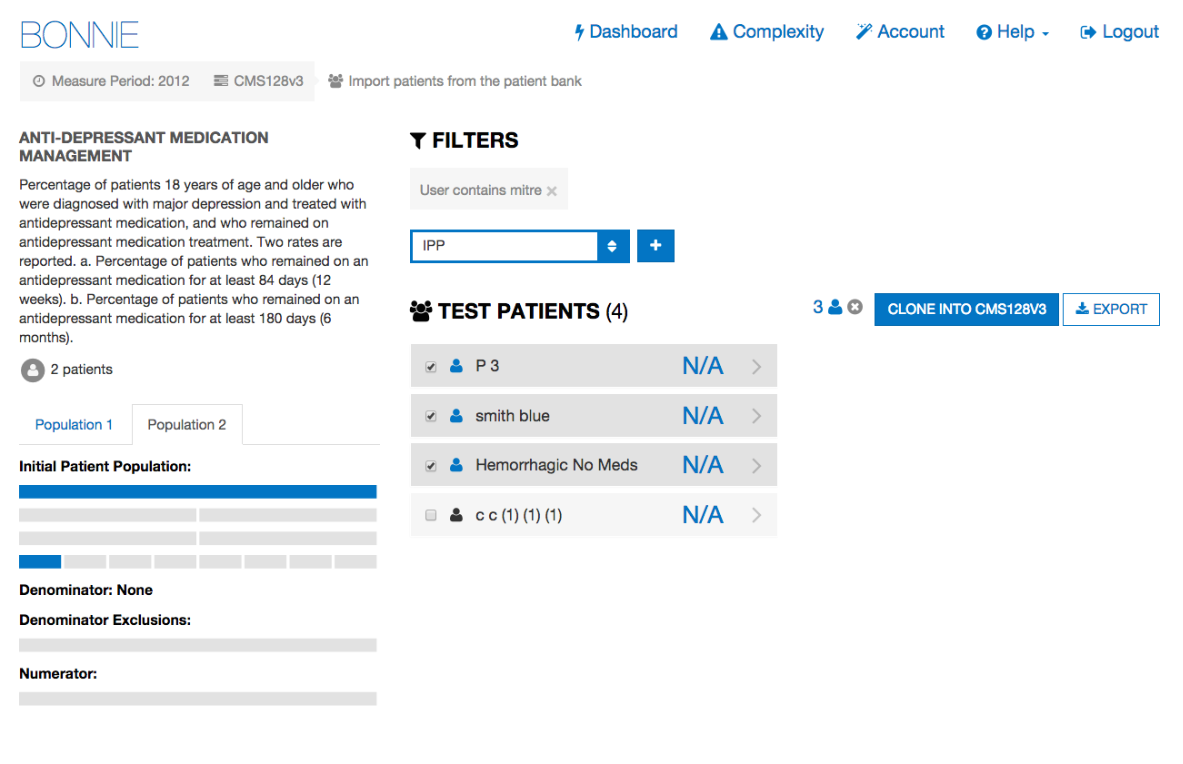 BONNIE
Dashboard
Complexity
Account
Help
Logout
Measure Period: 2012
CMS128v3
Import patients from the patient bank
ANTI-DEPRESSANT MEDICATION
MANAGEMENT
Percentage of patients 18 years of age and older who
were diagnosed with major depression and treated with
antidepressant medication, and who remained on
antidepressant medication treatment. Two rates are
reported. a. Percentage of patients who remained on an
antidepressant medication for at least 84 days (12
weeks). b. Percentage of patients who remained on an
antidepressant medication for at least 180 days (6
months).
2 patients
Population 1
Population 2
Initial Patient Population:
Denominator: None
Denominator Exclusions:
Numerator:
FILTERS
User contains mitre
IPP
TEST PATIENTS (4)
3
CLONE INTO CMS128V3
EXPORT
P 3 N/A
smith blue N/A
Hemorrhagic No Meds N/A
c c (1) (1) (1) N/A